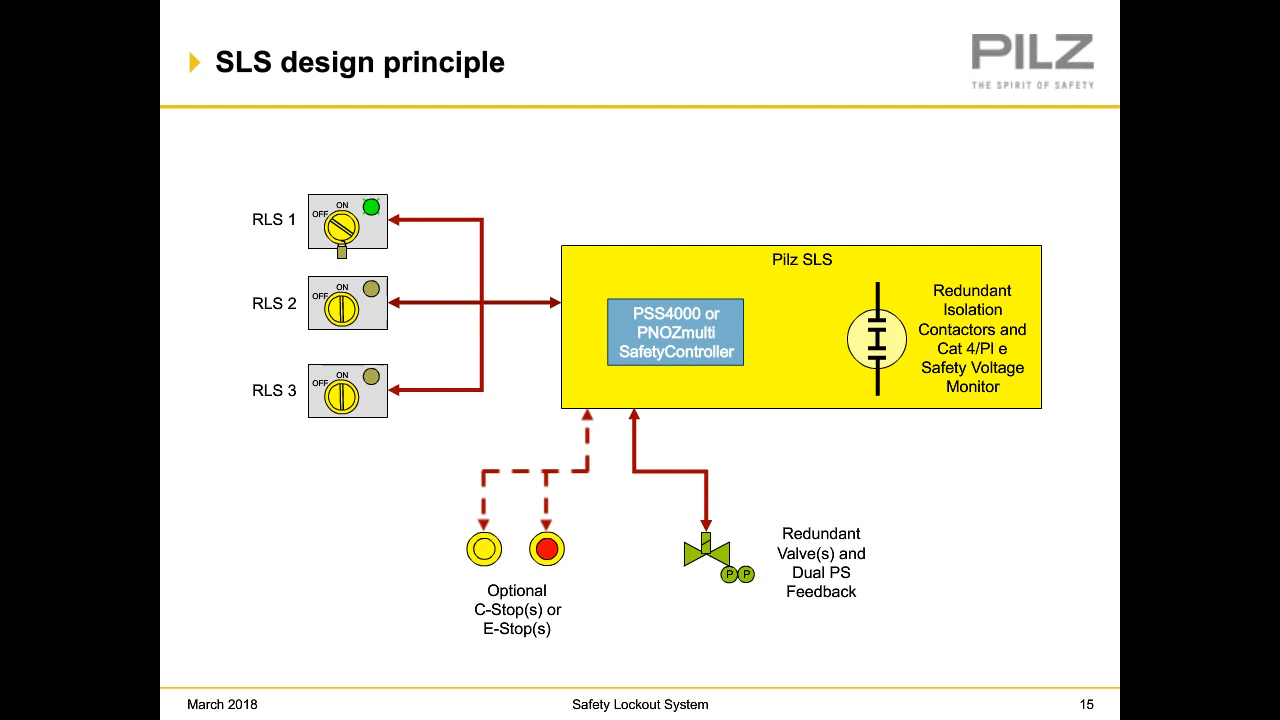 SLS design principle
PILZ
THE SPIRIT OF SAFETY
RLS 1
ON
OFF
RLS 2
ON
OFF
RLS 3
ON
OFF
Pilz SLS
PSS4000 or
PNOZmulti
SafetyController
Redundant
Isolation
Contactors and
Cat 4/Pl e
Safety Voltage
Monitor
Optional
C-Stop(s) or
E-Stop(s)
P P
Redundant
Valve(s) and
Dual PS
Feedback
March 2018
Safety Lockout System
15